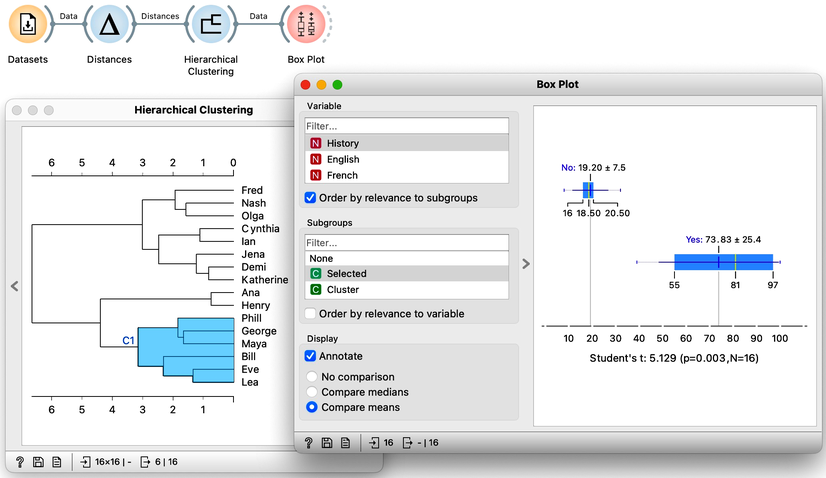 Data
Distances
Data
Datasets
Distances
Hierarchical
Clustering
Box Plot
Hierarchical Clustering
6 5 4 3 2 1 0
Fred
Nash
Olga
Cynthia
Ian
Jena
Demi
Katherine
Ana
Henry
Phill
George
Maya
Bill
Eve
Lea
C1
6 5 4 3 2 1
? 16×16 | - 6 | 16
Box Plot
Variable
Filter...
N History
N English
N French
Order by relevance to subgroups
Subgroups
Filter...
None
C Selected
C Cluster
Order by relevance to variable
Display
Annotate
No comparison
Compare medians
Compare means
No: 19.20 ± 7.5
16 18.50 20.50
Yes: 73.83 ± 25.4
55 81 97
10 20 30 40 50 60 70 80 90 100
Student's t: 5.129 (p=0.003, N=16)
? 16 - | 16